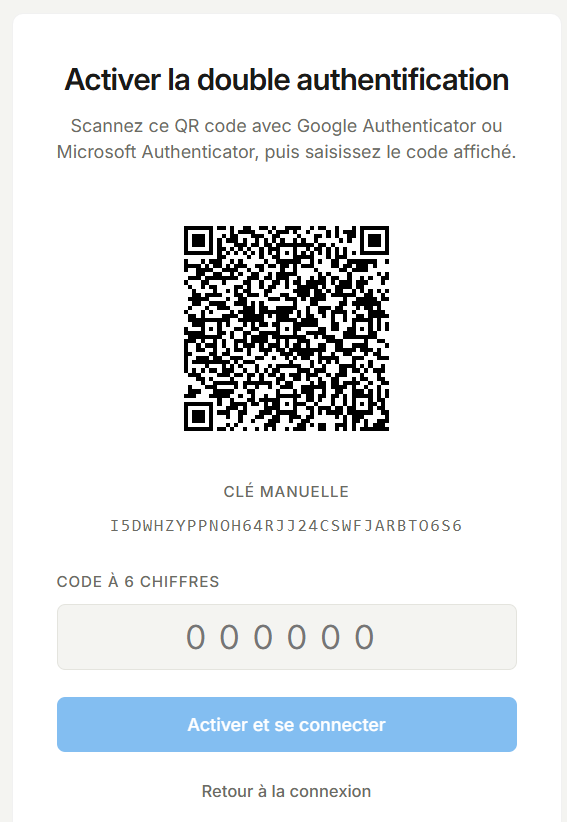 Activer la double authentification
Scannez ce QR code avec Google Authenticator ou
Microsoft Authenticator, puis saisissez le code affiché.
CLÉ MANUELLE
I5DWHZYPPNOH64RJJ24CSWFJARBTO6S6
CODE À 6 CHIFFRES
000000
Activer et se connecter
Retour à la connexion